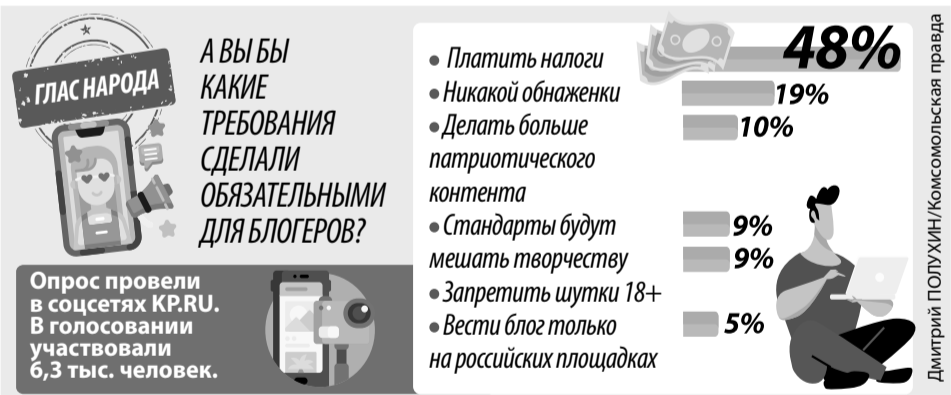 ГЛАС НАРОДА
А ВЫ БЫ
КАКИЕ
ТРЕБОВАНИЯ
СДЕЛАЛИ
ОБЯЗАТЕЛЬНЫМИ
ДЛЯ БЛОГЕРОВ?
Опрос провели
в соцсетях KP.RU.
В голосовании
участвовали
6,3 тыс. человек.
• Платить налоги 48%
• Никакой обнаженки 19%
• Делать больше 10%
патриотического
контента
• Стандарты будут 9%
мешать творчеству 9%
• Запретить шутки 18+
• Вести блог только 5%
на российских площадках
Дмитрий ПОЛУХИН/Комсомольская правда